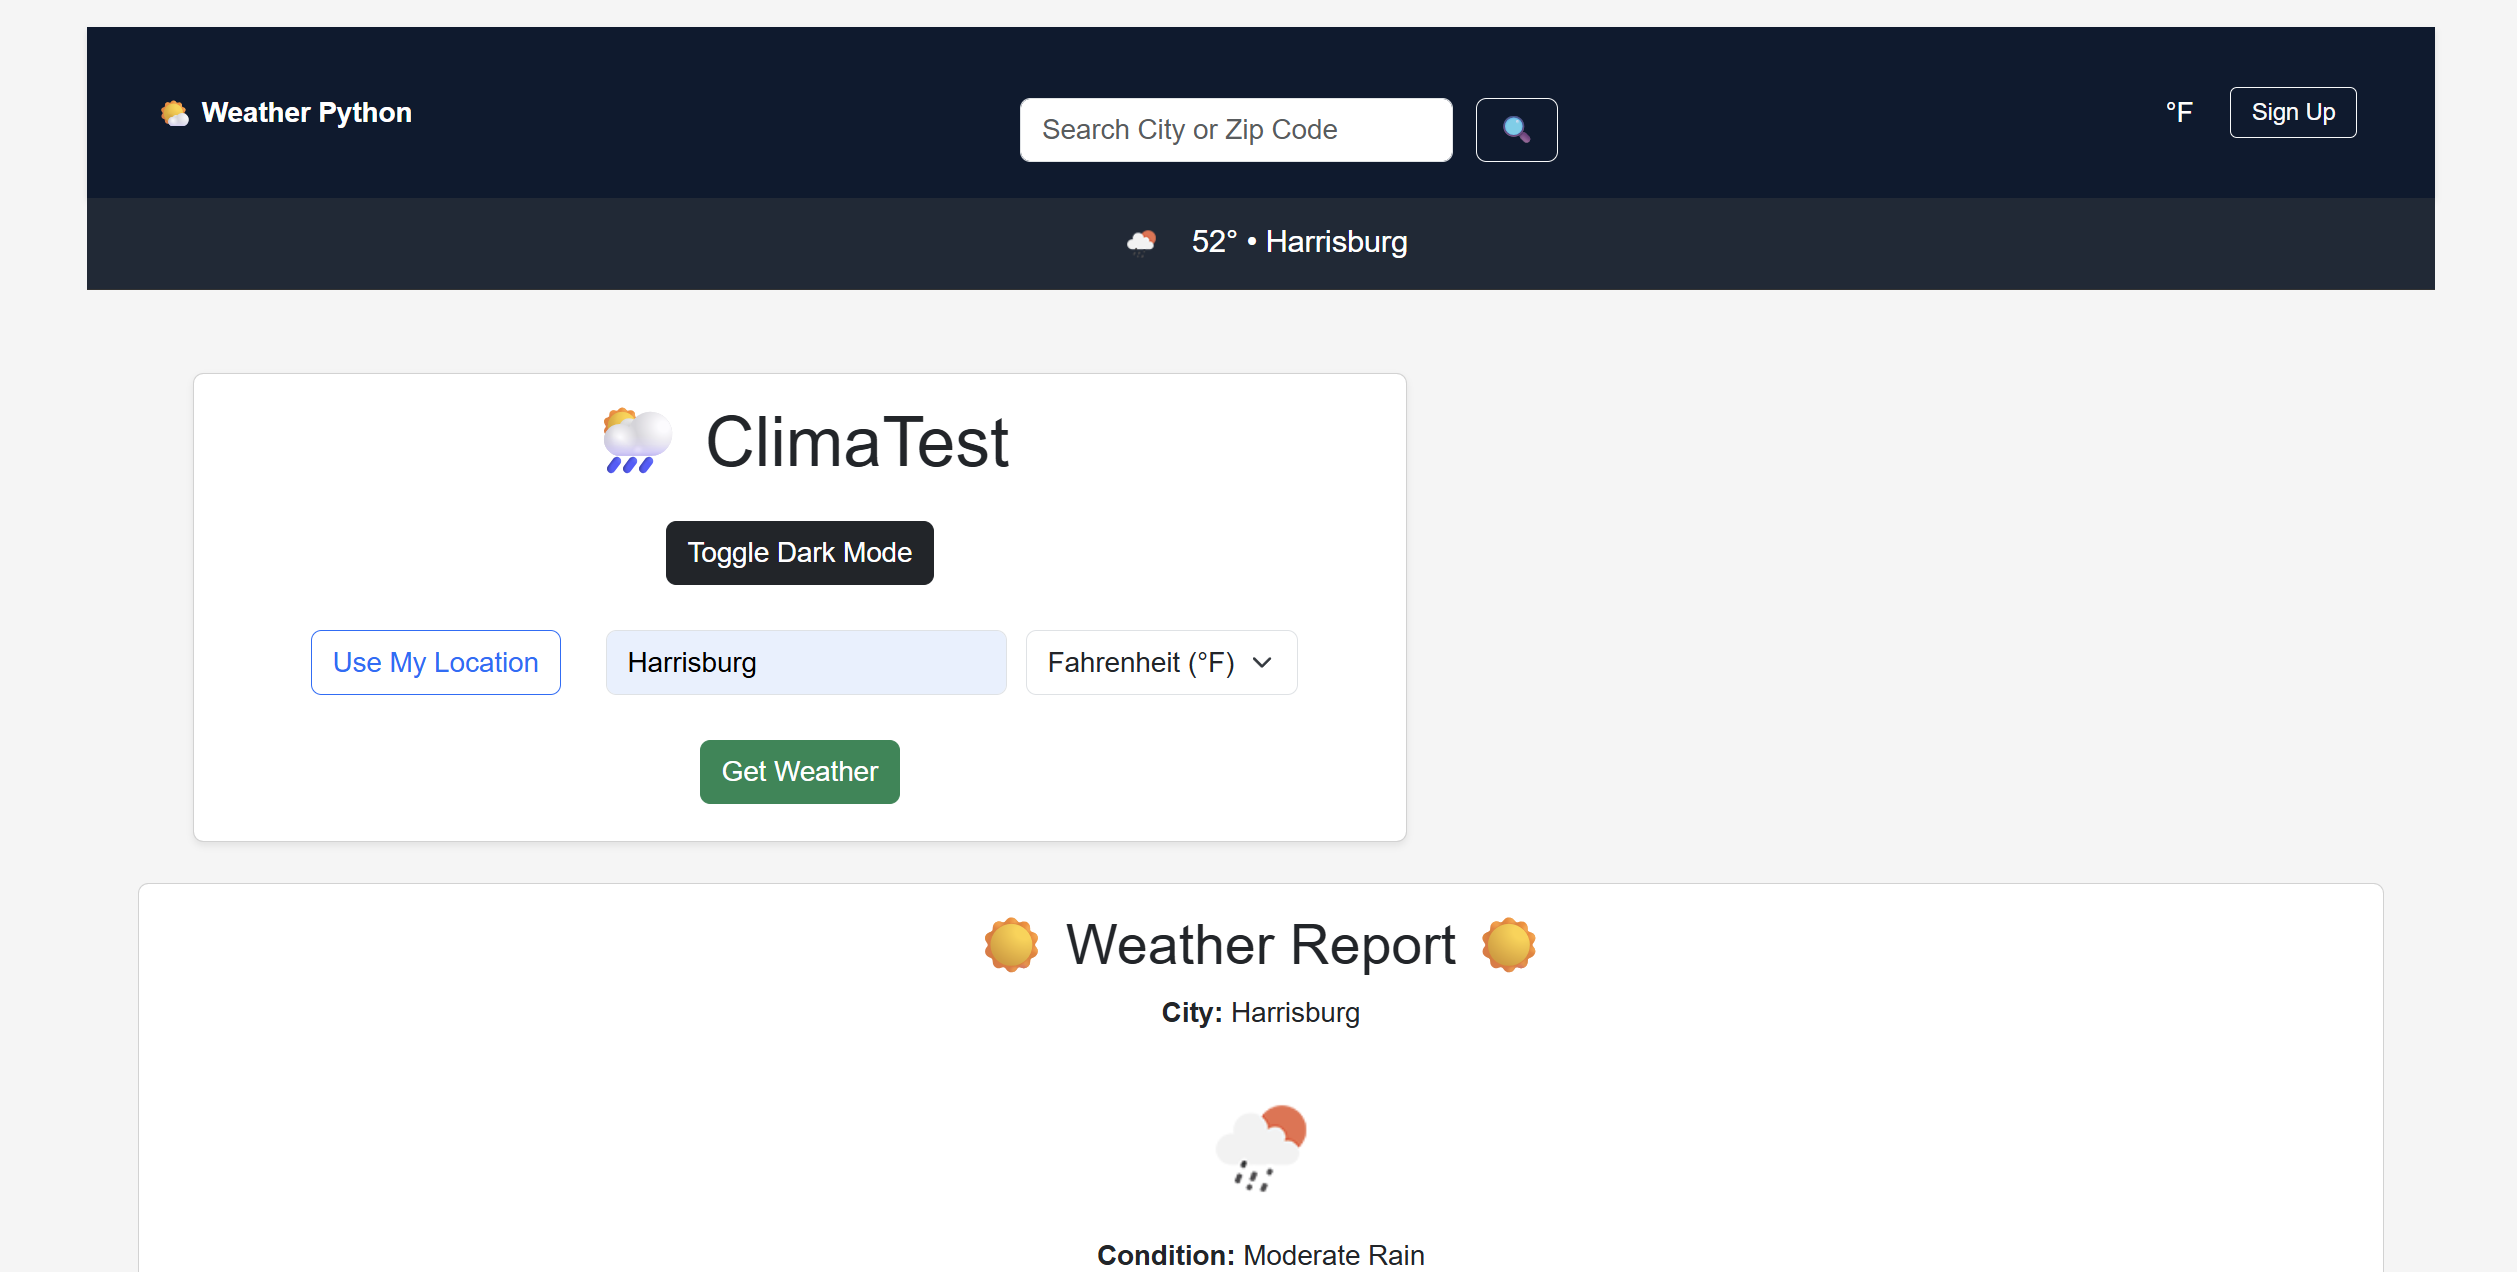 Weather Python
Search City or Zip Code
°F
Sign Up
52° • Harrisburg
ClimaTest
Toggle Dark Mode
Use My Location
Harrisburg
Fahrenheit (°F)
Get Weather
Weather Report
City: Harrisburg
Condition: Moderate Rain